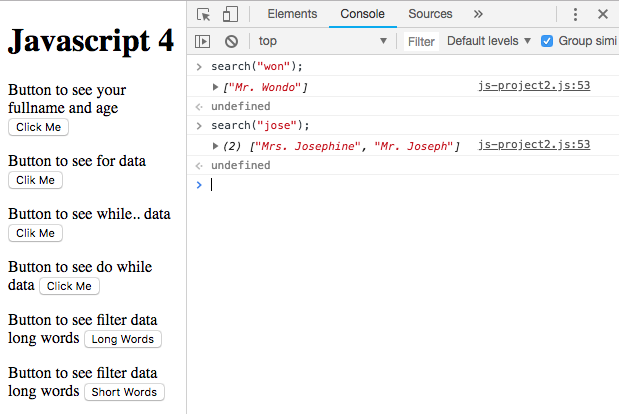 Javascript 4
Button to see your
fullname and age
Click Me
Button to see for data
Clik Me
Button to see while.. data
Clik Me
Button to see do while
data Click Me
Button to see filter data
long words Long Words
Button to see filter data
long words Short Words
Elements Console Sources »
top Filter Default levels Group simi
search("won");
["Mr. Wondo"] js-project2.js:53
undefined
search("jose");
(2) ["Mrs. Josephine", "Mr. Joseph"] js-project2.js:53
undefined